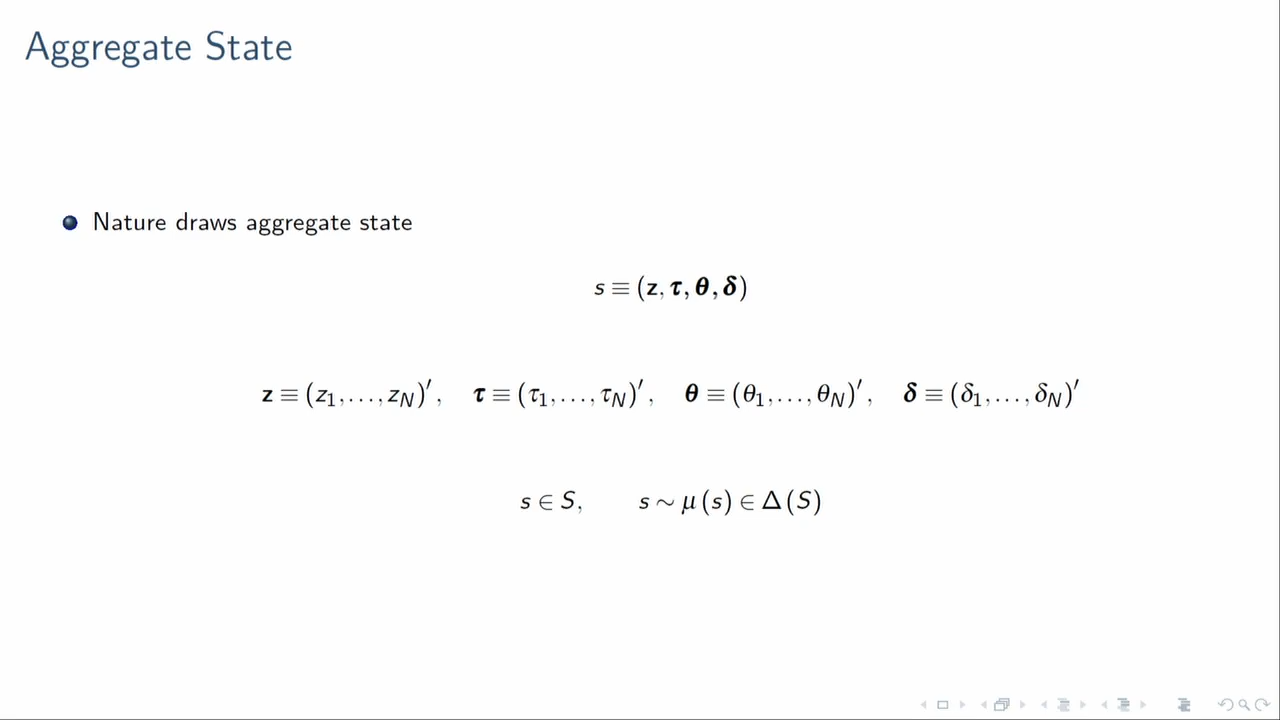 Aggregate State
Nature draws aggregate state
s ≡ (𝐳, 𝝉, 𝜽, 𝜹)
𝐳 ≡ (z₁, …, z_N)′, 𝝉 ≡ (τ₁, …, τ_N)′, 𝜽 ≡ (θ₁, …, θ_N)′, 𝜹 ≡ (δ₁, …, δ_N)′
s ∈ S, s ∼ μ (s) ∈ Δ (S)